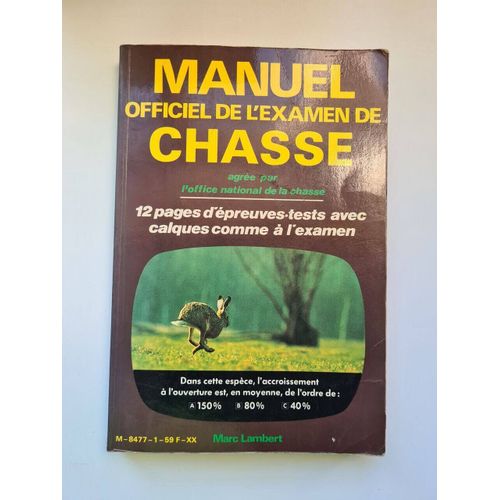 MANUEL
OFFICIEL DE L'EXAMEN DE
CHASSE
agrée par
l'office national de la chasse
12 pages d'épreuves-tests avec
calques comme à l'examen
Dans cette espèce, l'accroissement
à l'ouverture est, en moyenne, de l'ordre de :
A 150% B 80% C 40%
M-8477-1-59 F-XX Marc Lambert